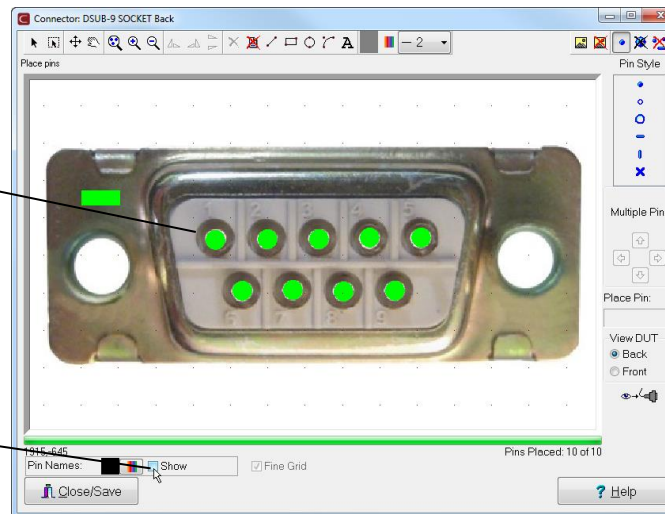 Connector: DSUB-9 SOCKET Back
A
2
Place pins
Pin Style
1 2 3 4 5
6 7 8 9
Multiple Pin
Place Pin:
View DUT
Back
Front
Pins Placed: 10 of 10
Pin Names:
Show
Fine Grid
Close/Save
? Help